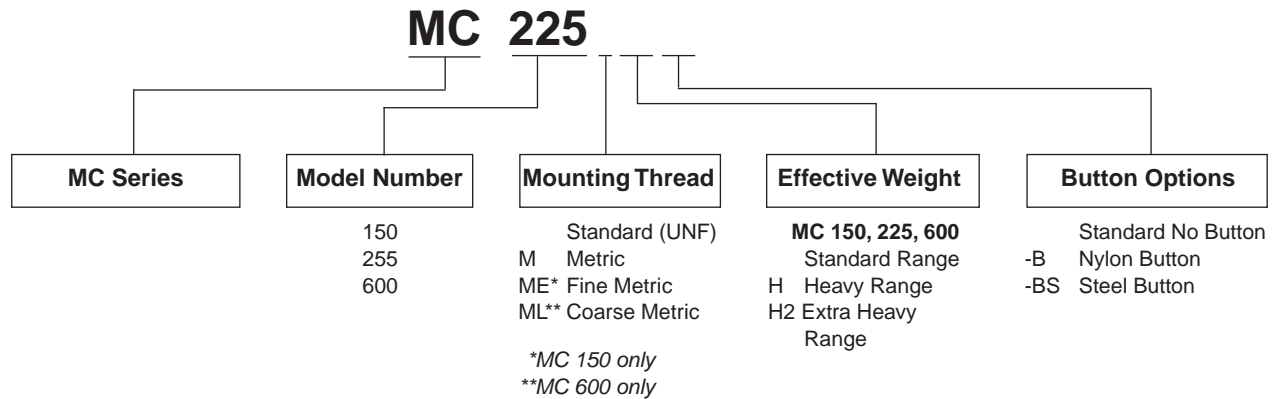 MC 225
MC Series
Model Number
150
255
600
Mounting Thread
Standard (UNF)
M Metric
ME* Fine Metric
ML** Coarse Metric
*MC 150 only
**MC 600 only
Effective Weight
MC 150, 225, 600
Standard Range
H Heavy Range
H2 Extra Heavy
Range
Button Options
Standard No Button
-B Nylon Button
-BS Steel Button